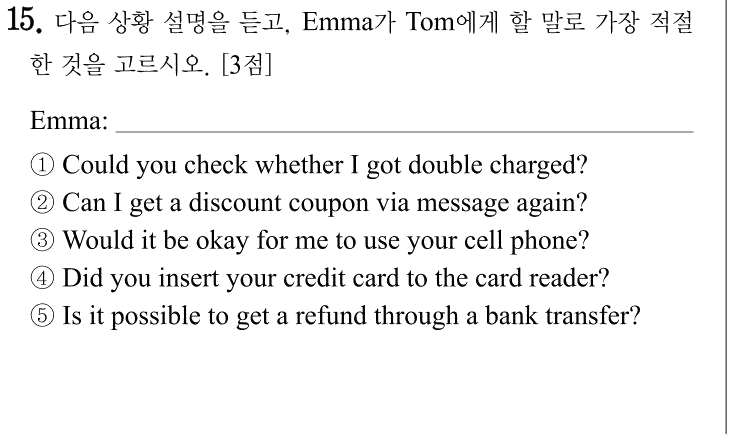 15. 다음 상황 설명을 듣고, Emma가 Tom에게 할 말로 가장 적절
한 것을 고르시오. [3점]
Emma: ____________________
① Could you check whether I got double charged?
② Can I get a discount coupon via message again?
③ Would it be okay for me to use your cell phone?
④ Did you insert your credit card to the card reader?
⑤ Is it possible to get a refund through a bank transfer?